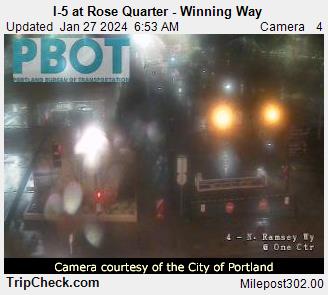 I-5 at Rose Quarter - Winning Way
Updated Jan 27 2024 6:53 AM Camera 4
PBOT
PORTLAND BUREAU OF TRANSPORTATION
4 - N. Ramsey Wy
@ One Ctr
Camera courtesy of the City of Portland
TripCheck.com Milepost302.00